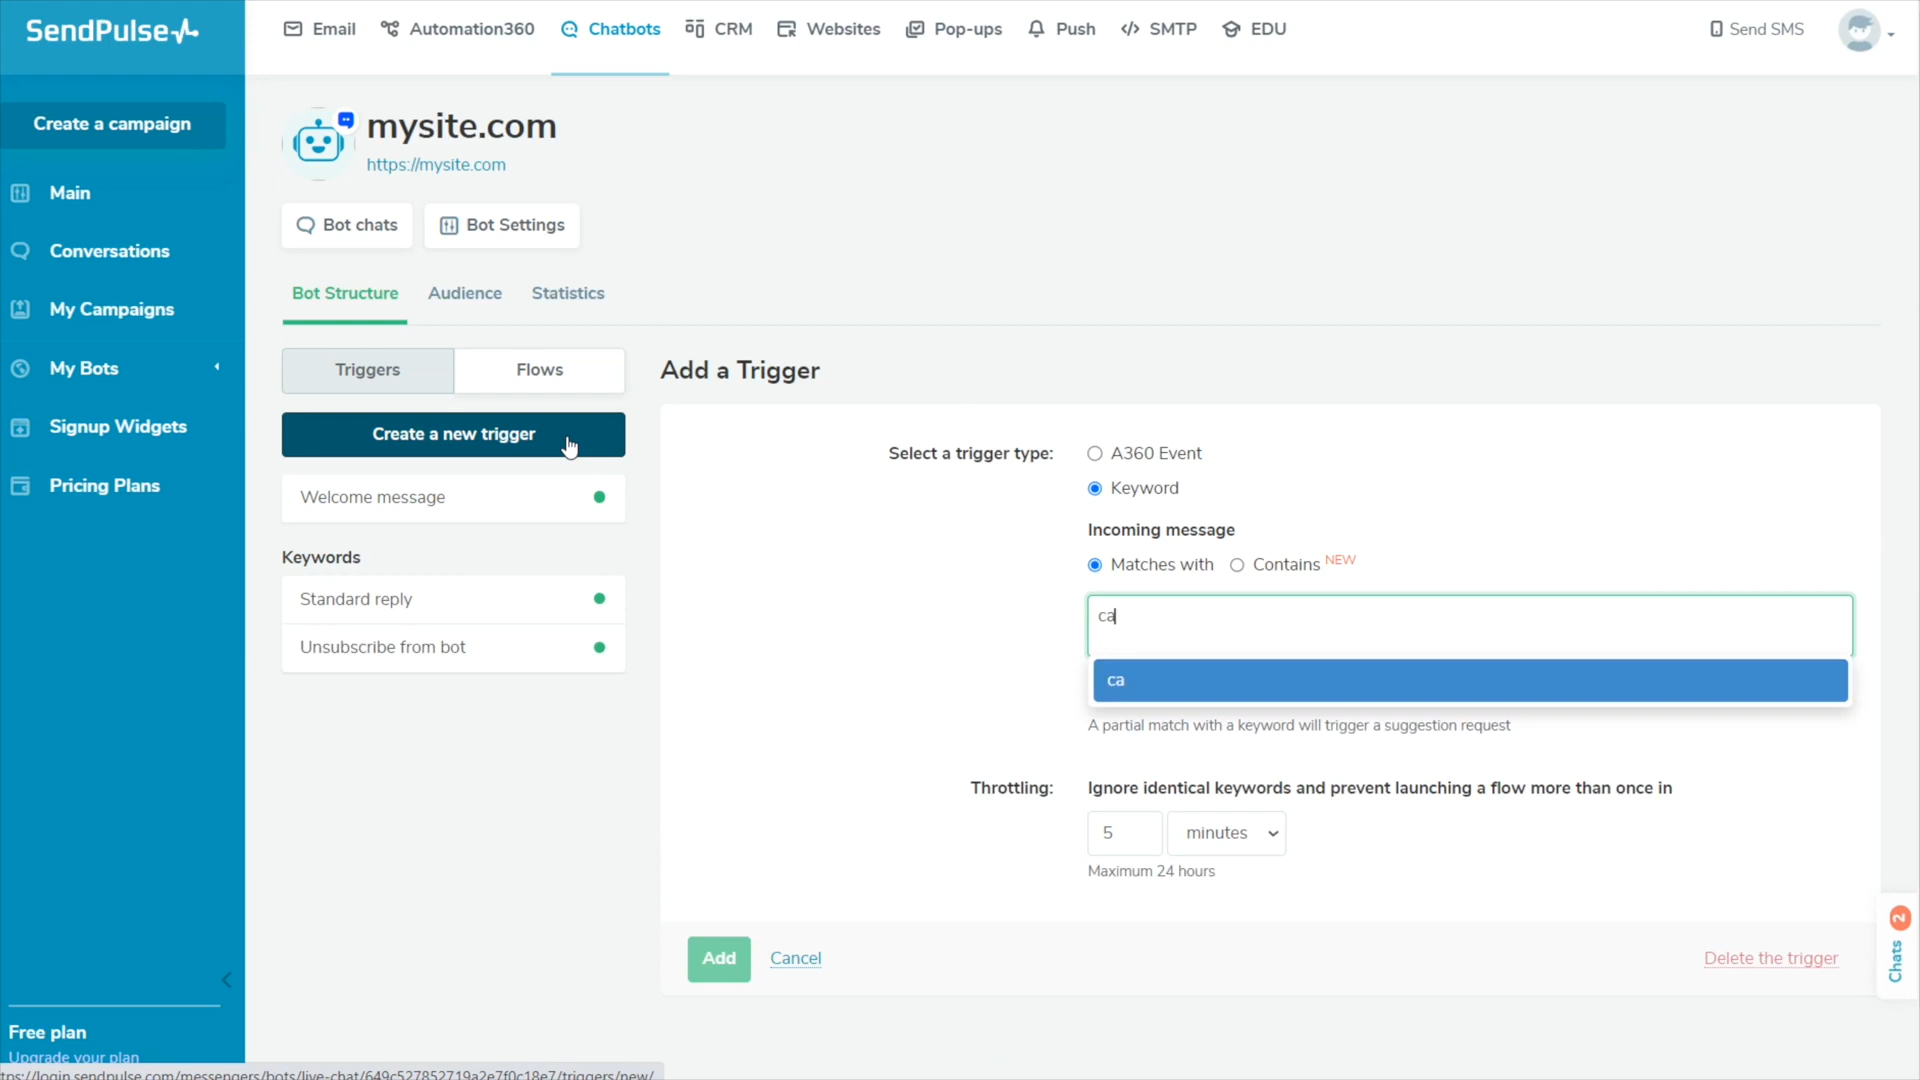 SendPulse
Email
Automation360
Chatbots
CRM
Websites
Pop-ups
Push
SMTP
EDU
Send SMS
Create a campaign
Main
Conversations
My Campaigns
My Bots
Signup Widgets
Pricing Plans
Free plan
Upgrade your plan
mysite.com
https://mysite.com
Bot chats
Bot Settings
Bot Structure
Audience
Statistics
Triggers
Flows
Create a new trigger
Welcome message
Keywords
Standard reply
Unsubscribe from bot
Add a Trigger
Select a trigger type:
A360 Event
Keyword
Incoming message
Matches with
Contains NEW
ca
ca
A partial match with a keyword will trigger a suggestion request
Throttling:
Ignore identical keywords and prevent launching a flow more than once in
5
minutes
Maximum 24 hours
Add
Cancel
Delete the trigger
Chats 2
tps://login.sendpulse.com/messengers/bots/live-chat/649c527852719a2e7f0c18e7/triggers/new/